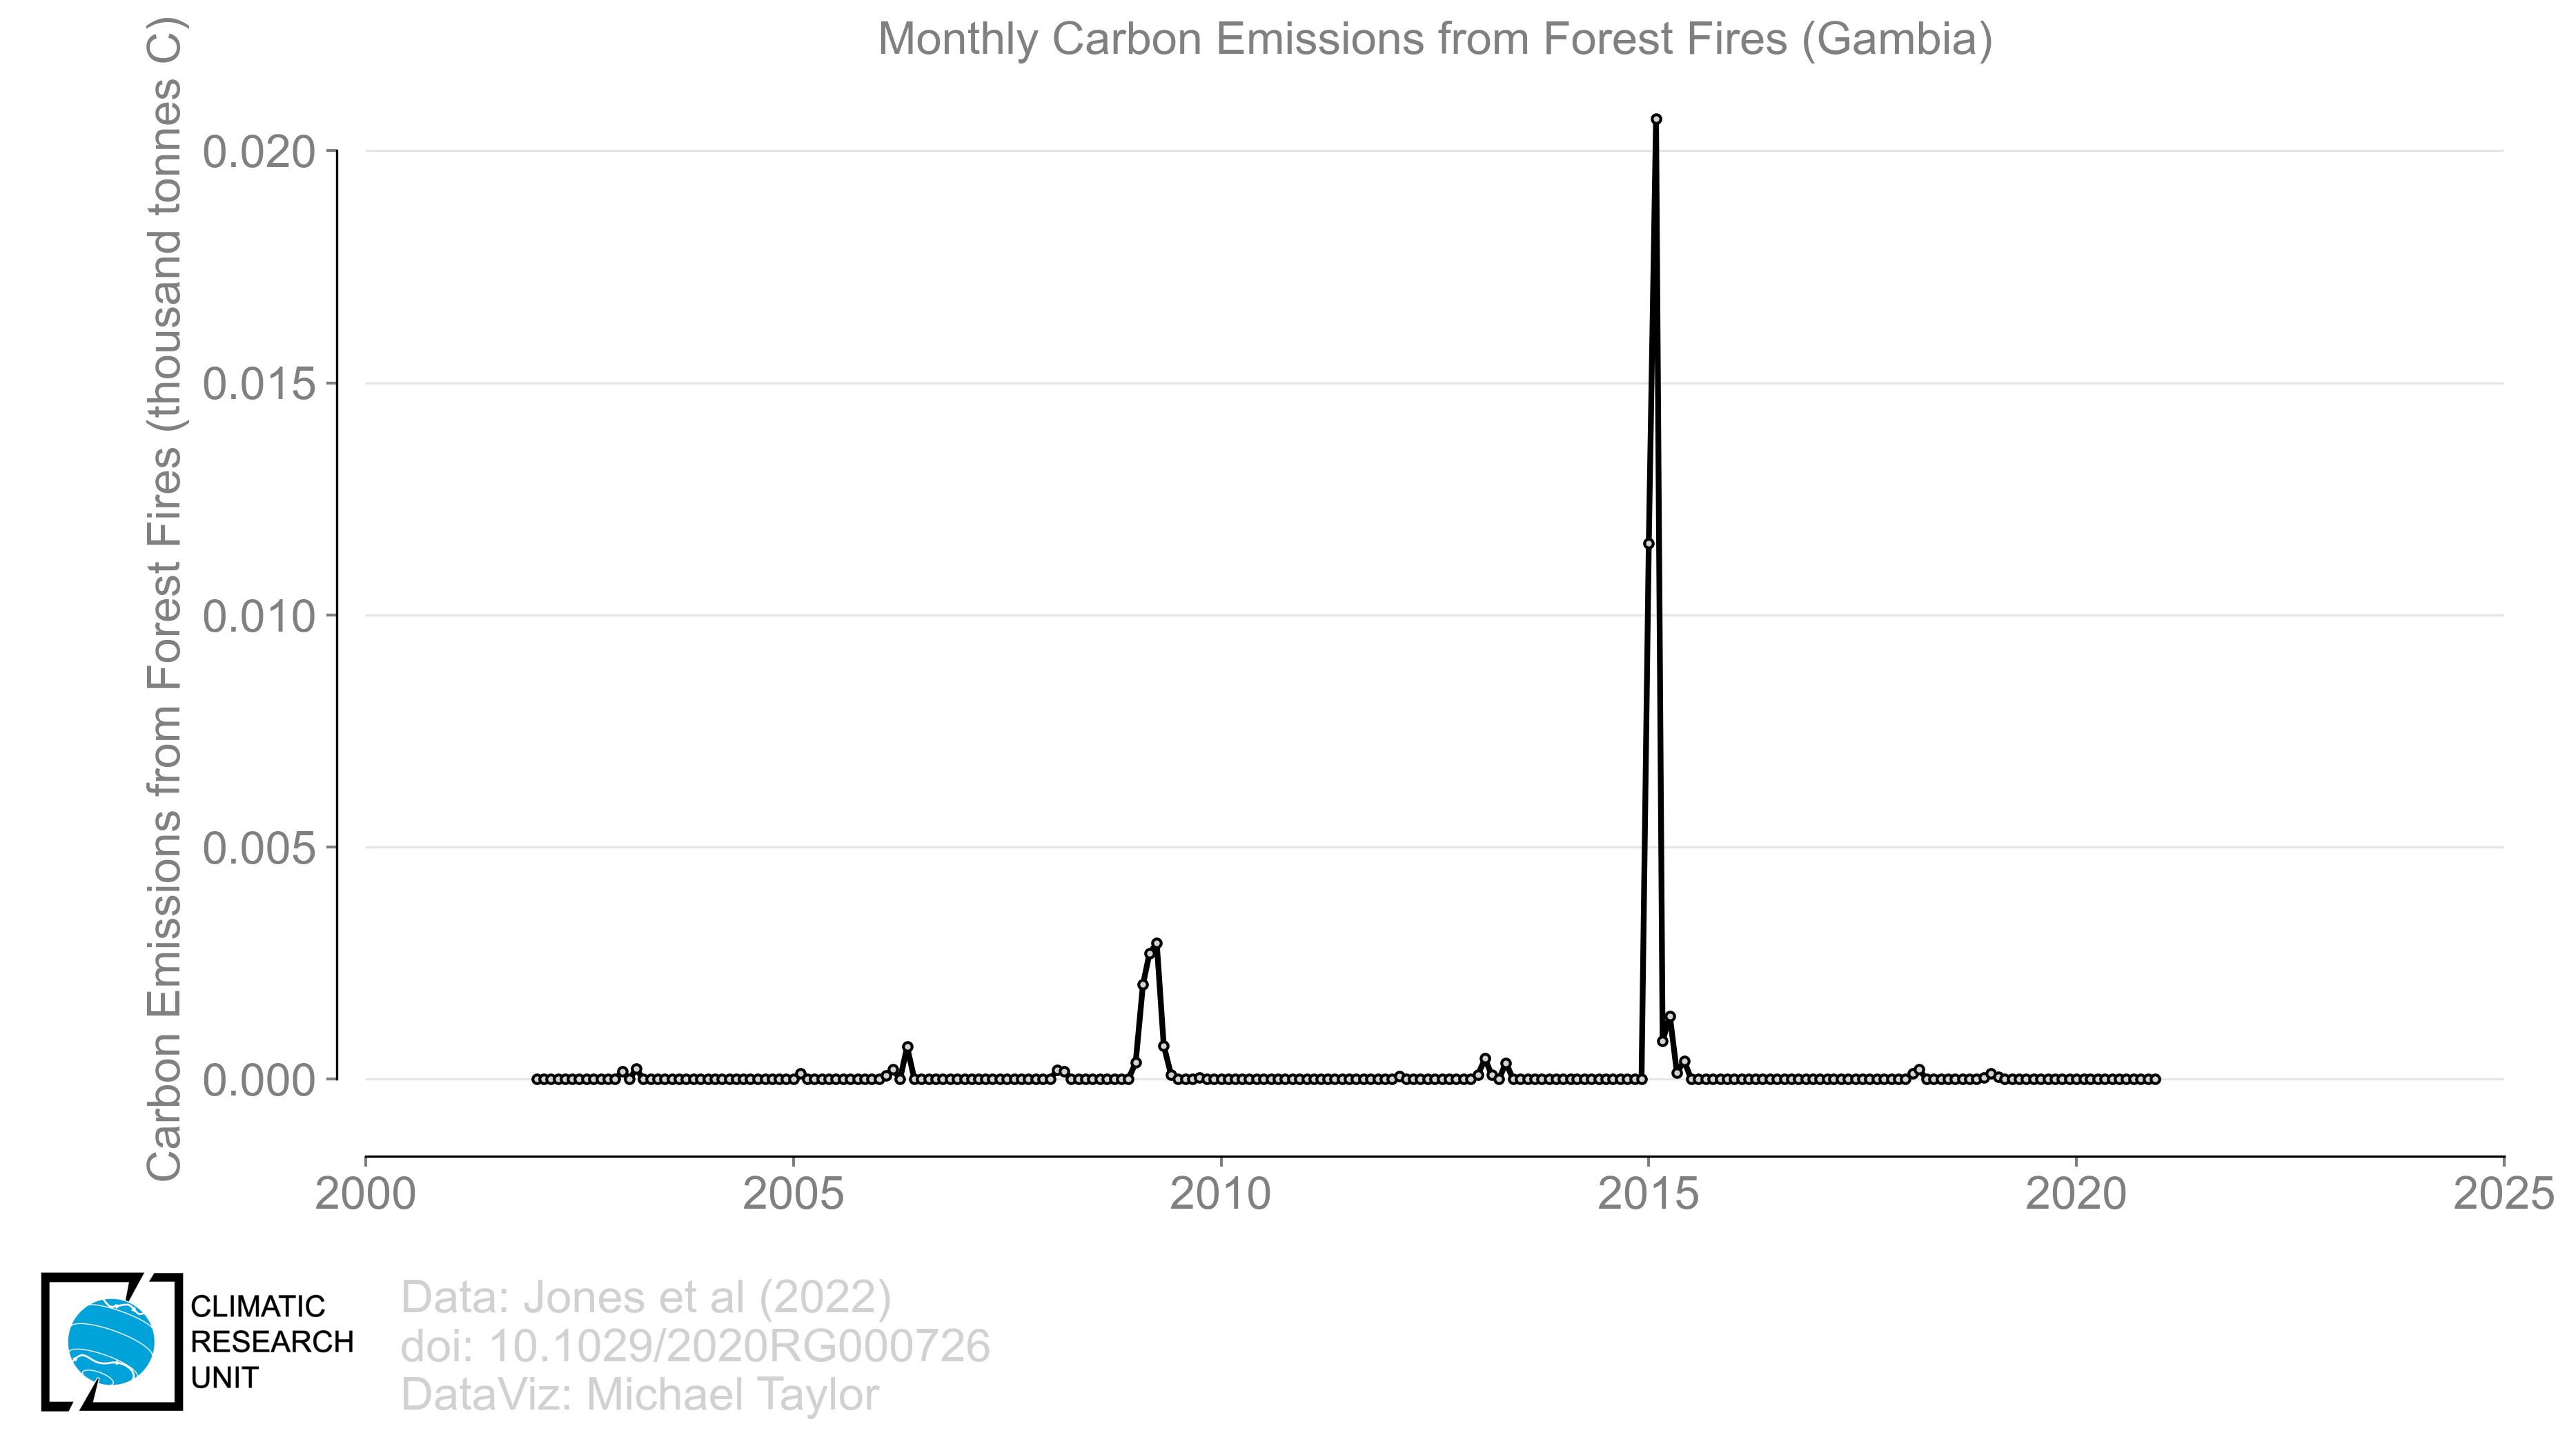 Monthly Carbon Emissions from Forest Fires (Gambia)
Carbon Emissions from Forest Fires (thousand tonnes C)
0.020
0.015
0.010
0.005
0.000
2000
2005
2010
2015
2020
2025
CLIMATIC
RESEARCH
UNIT
Data: Jones et al (2022)
doi: 10.1029/2020RG000726
DataViz: Michael Taylor